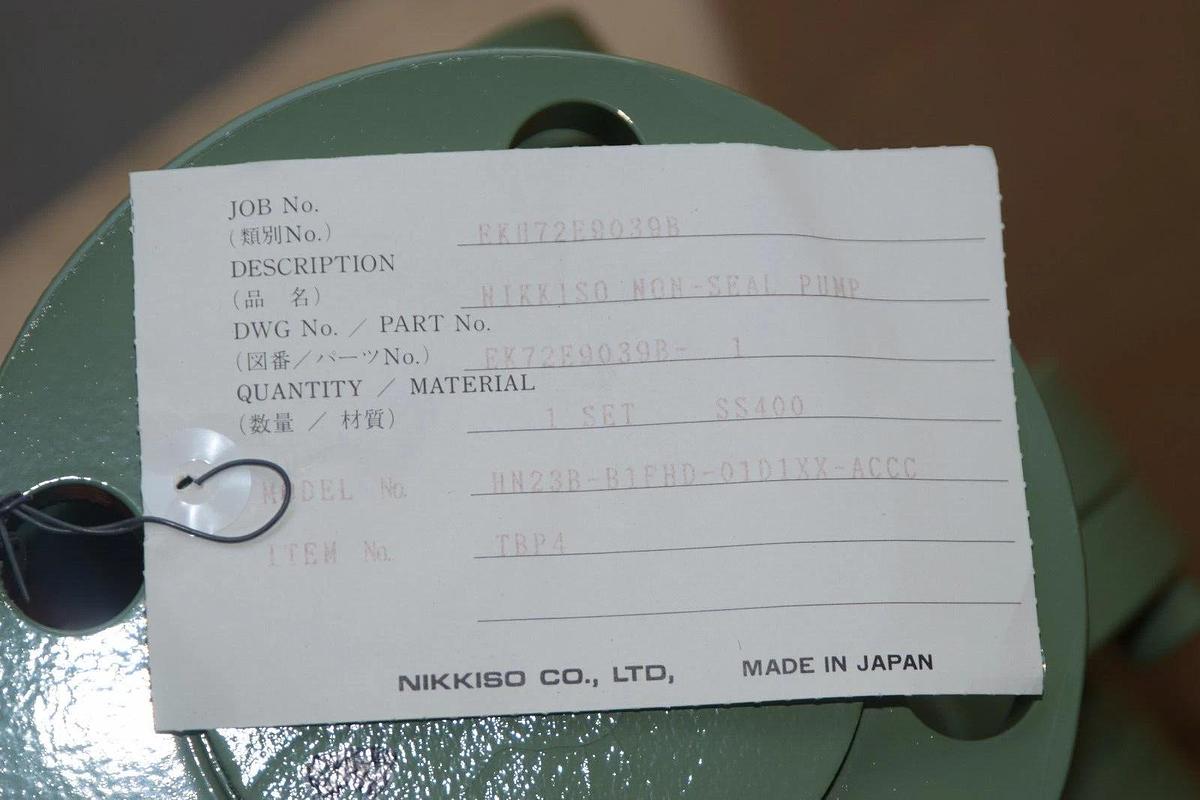 JOB No.
(類別No.) EKH72E9039B
DESCRIPTION
(品 名) NIKKISO NON-SEAL PUMP
DWG No. / PART No.
(図番/パーツNo.) EK72E9039B- 1
QUANTITY / MATERIAL
(数量 / 材質) 1 SET SS400
MODEL No. HN23B-B1FHD-01D1XX-ACCC
ITEM No. TBP4
NIKKISO CO., LTD, MADE IN JAPAN